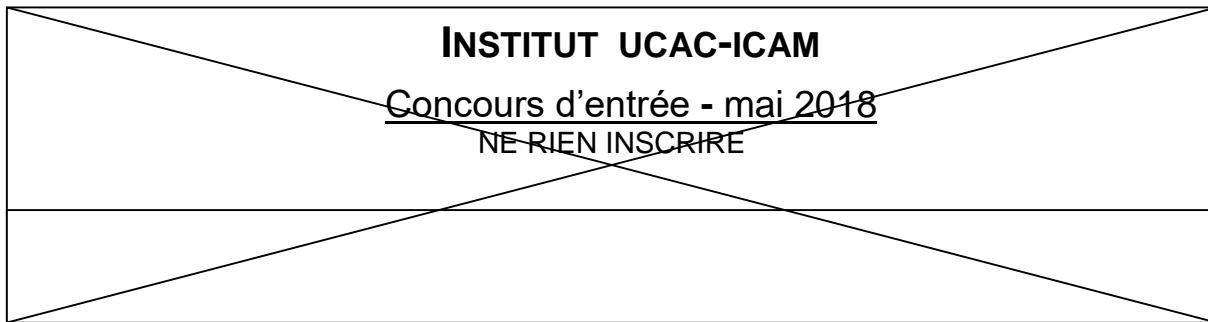 INSTITUT UCAC-ICAM
Concours d'entrée - mai 2018
NE RIEN INSCRIRE